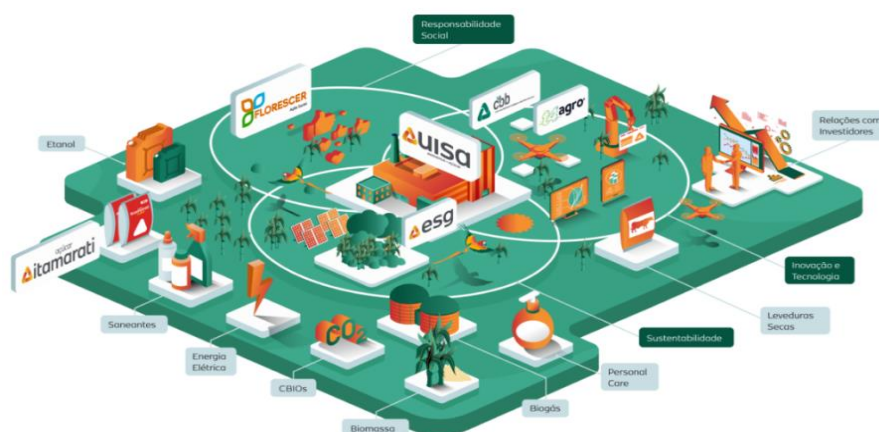 Responsabilidade
Social
FLORESCER
cbb
agro
uisa
Relações com
Investidores
Etanol
esg
açúcar
itamarati
Inovação e
Tecnologia
Saneantes
Leveduras
Secas
Sustentabilidade
Energia
Elétrica
CO2
CBIOs
Personal
Care
Biogás
Biomassa